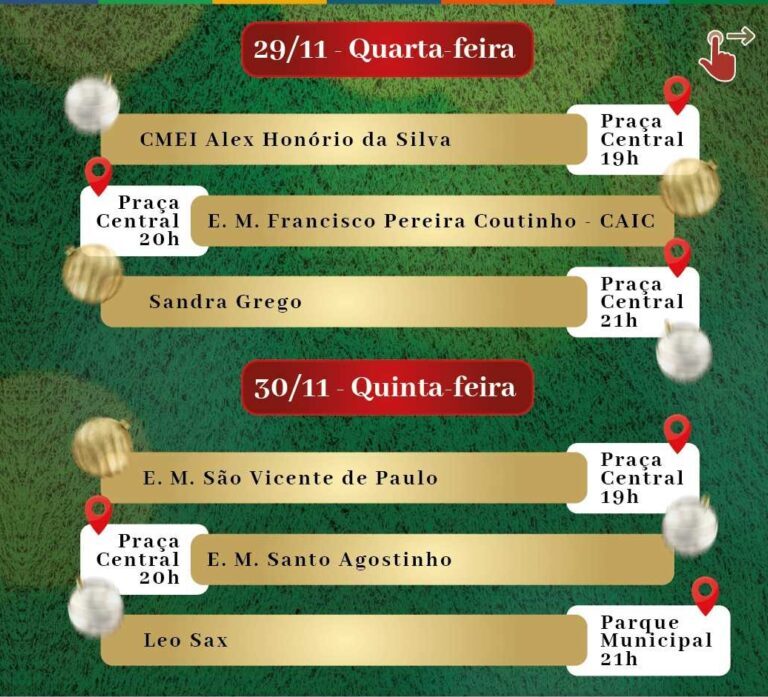 29/11 - Quarta-feira
CMEI Alex Honório da Silva
Praça
Central
19h
Praça
Central
20h
E. M. Francisco Pereira Coutinho - CAIC
Sandra Grego
Praça
Central
21h
30/11 - Quinta-feira
E. M. São Vicente de Paulo
Praça
Central
19h
Praça
Central
20h
E. M. Santo Agostinho
Leo Sax
Parque
Municipal
21h